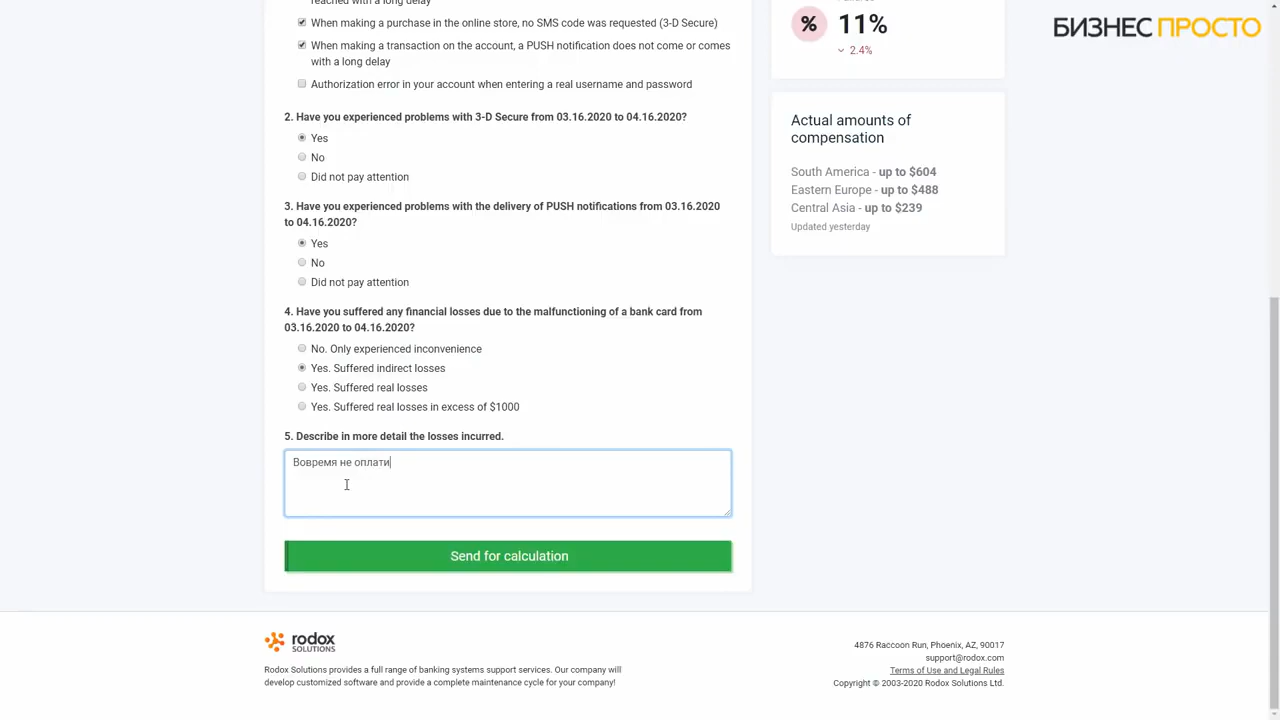 reached with a long delay
When making a purchase in the online store, no SMS code was requested (3-D Secure)
When making a transaction on the account, a PUSH notification does not come or comes
with a long delay
Authorization error in your account when entering a real username and password
2. Have you experienced problems with 3-D Secure from 03.16.2020 to 04.16.2020?
Yes
No
Did not pay attention
3. Have you experienced problems with the delivery of PUSH notifications from 03.16.2020
to 04.16.2020?
Yes
No
Did not pay attention
4. Have you suffered any financial losses due to the malfunctioning of a bank card from
03.16.2020 to 04.16.2020?
No. Only experienced inconvenience
Yes. Suffered indirect losses
Yes. Suffered real losses
Yes. Suffered real losses in excess of $1000
5. Describe in more detail the losses incurred.
Вовремя не оплати
Send for calculation
%
11%
2.4%
Actual amounts of
compensation
South America - up to $604
Eastern Europe - up to $488
Central Asia - up to $239
Updated yesterday
БИЗНЕС ПРОСТО
rodox
SOLUTIONS
Rodox Solutions provides a full range of banking systems support services. Our company will
develop customized software and provide a complete maintenance cycle for your company!
4876 Raccoon Run, Phoenix, AZ, 90017
support@rodox.com
Terms of Use and Legal Rules
Copyright © 2003-2020 Rodox Solutions Ltd.